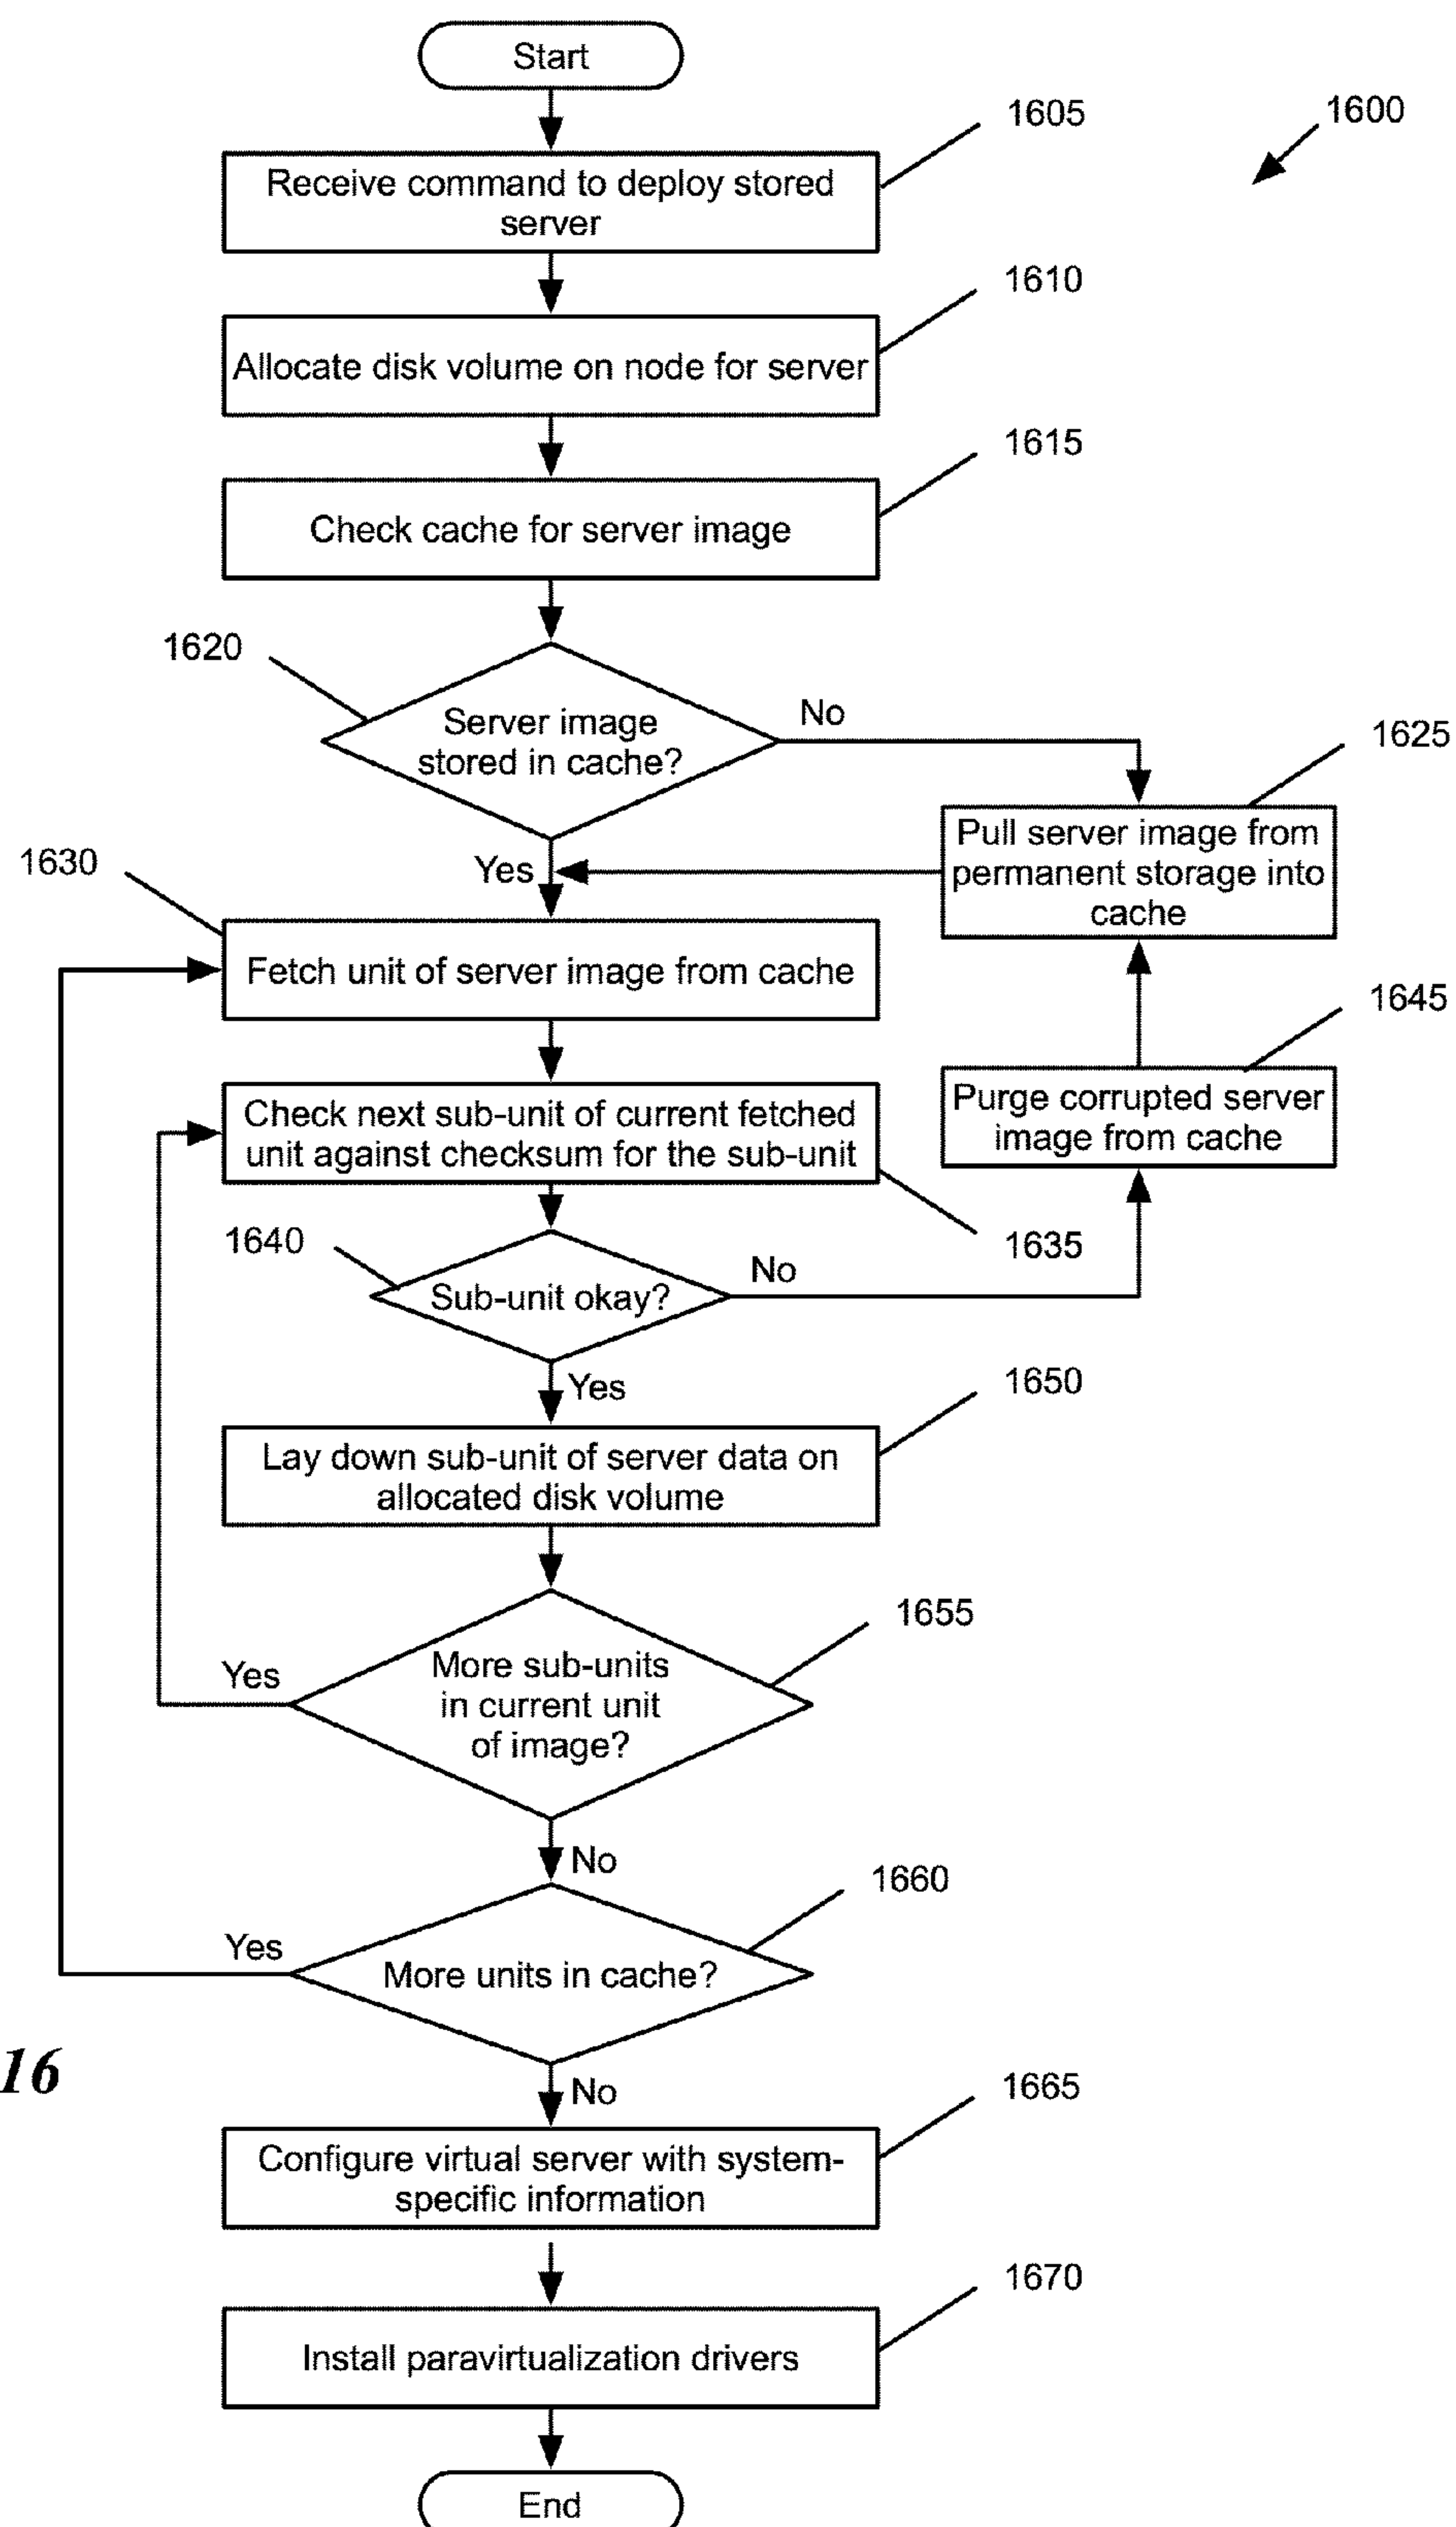 Start
1605
1600
Receive command to deploy stored
server
1610
Allocate disk volume on node for server
1615
Check cache for server image
1620
Server image
stored in cache?
No
1625
Pull server image from
permanent storage into
cache
Yes
1630
Fetch unit of server image from cache
1645
Purge corrupted server
image from cache
Check next sub-unit of current fetched
unit against checksum for the sub-unit
1635
1640
Sub-unit okay?
No
Yes
1650
Lay down sub-unit of server data on
allocated disk volume
1655
More sub-units
in current unit
of image?
Yes
No
1660
More units in cache?
Yes
16
No
1665
Configure virtual server with system-
specific information
1670
Install paravirtualization drivers
End